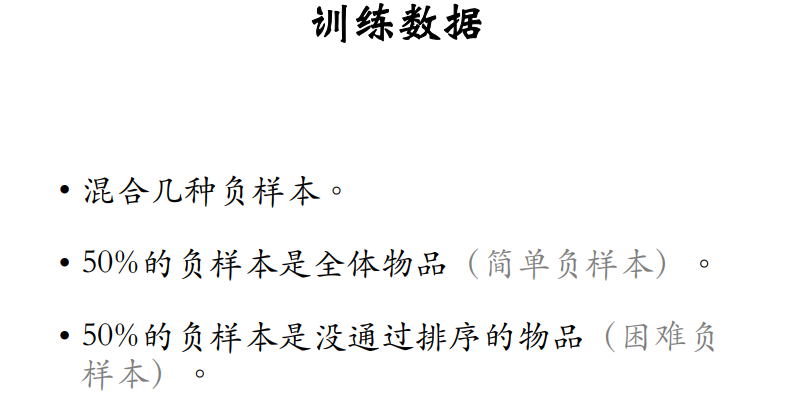 训练数据
• 混合几种负样本。
• 50%的负样本是全体物品（简单负样本）。
• 50%的负样本是没通过排序的物品（困难负
样本）。